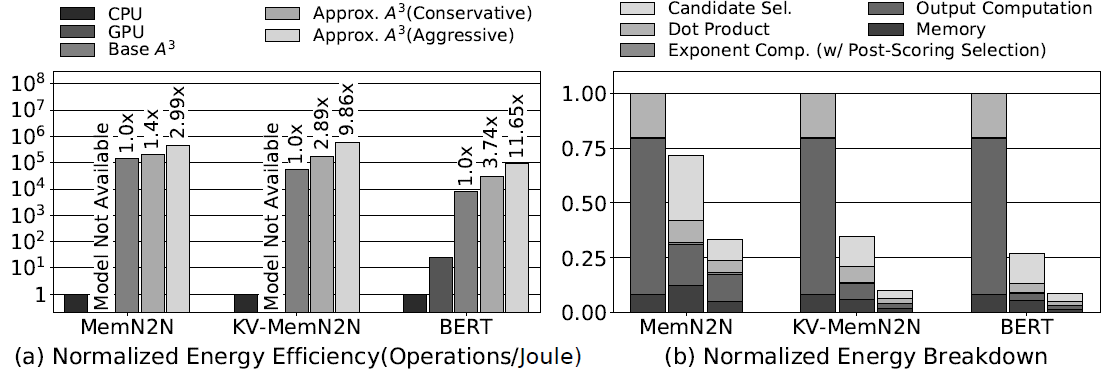 CPU
GPU
Base A³
Approx. A³(Conservative)
Approx. A³(Aggressive)
10⁸
10⁷
10⁶
10⁵
10⁴
10³
10²
10¹
1
Model Not Available
1.0x
1.4x
2.99x
Model Not Available
1.0x
2.89x
9.86x
1.0x
3.74x
11.65x
MemN2N
KV-MemN2N
BERT
(a) Normalized Energy Efficiency(Operations/Joule)
Candidate Sel.
Dot Product
Exponent Comp. (w/ Post-Scoring Selection)
Output Computation
Memory
1.00
0.75
0.50
0.25
0.00
MemN2N
KV-MemN2N
BERT
(b) Normalized Energy Breakdown